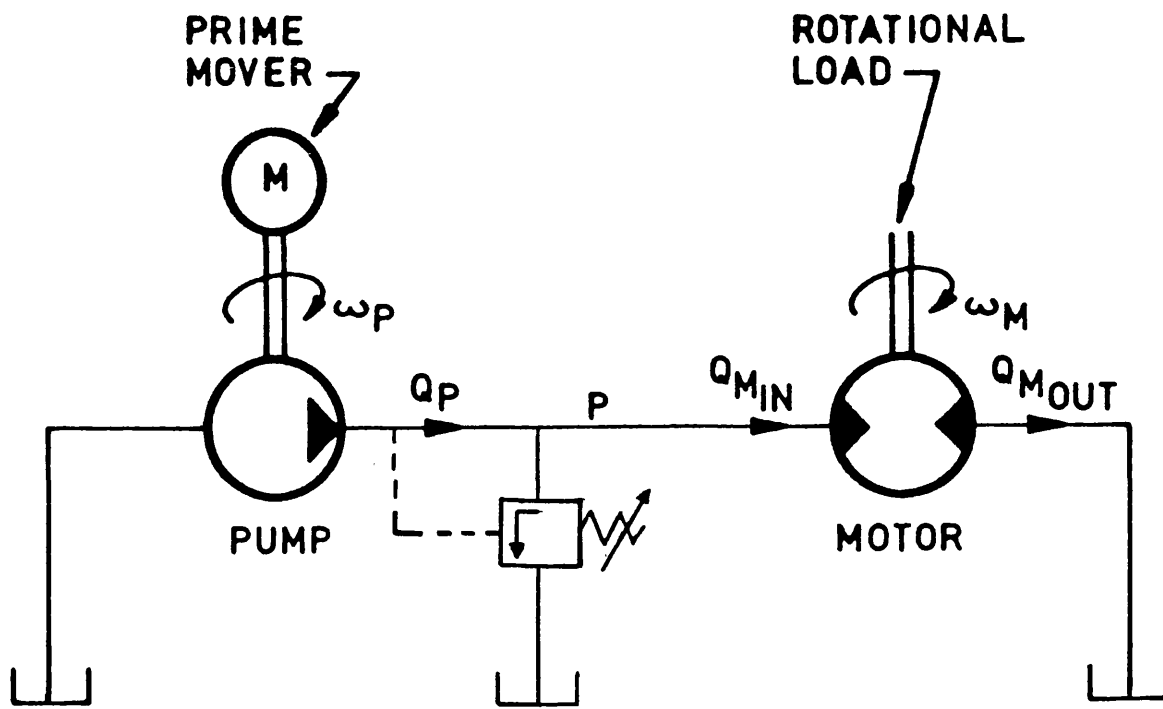 PRIME
MOVER
ROTATIONAL
LOAD
M
ωP
ωM
QP
P
QMIN
QMOUT
PUMP
MOTOR